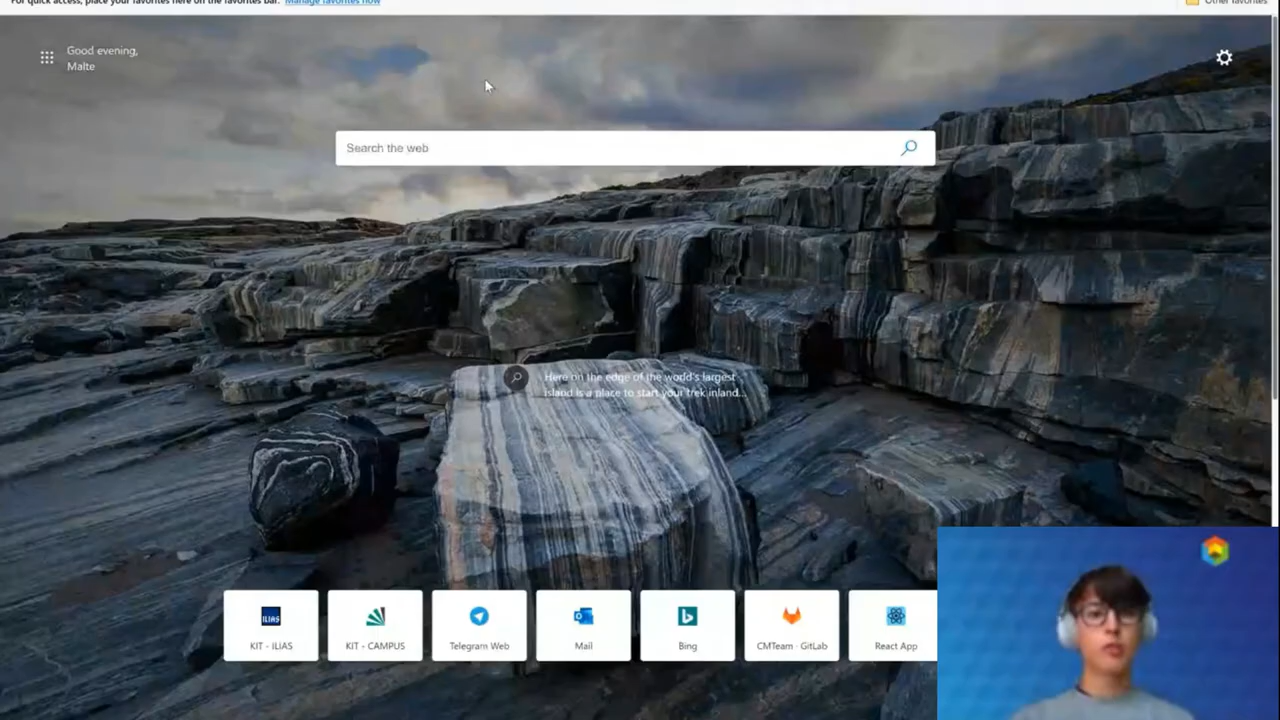 For quick access, place your favorites here on the favorites bar. Manage favorites now
Other favorites
Good evening,
Malte
Search the web
Here on the edge of the world's largest
island is a place to start your trek inland...
ILIAS
KIT - ILIAS
KIT - CAMPUS
Telegram Web
Mail
Bing
CMTeam · GitLab
React App